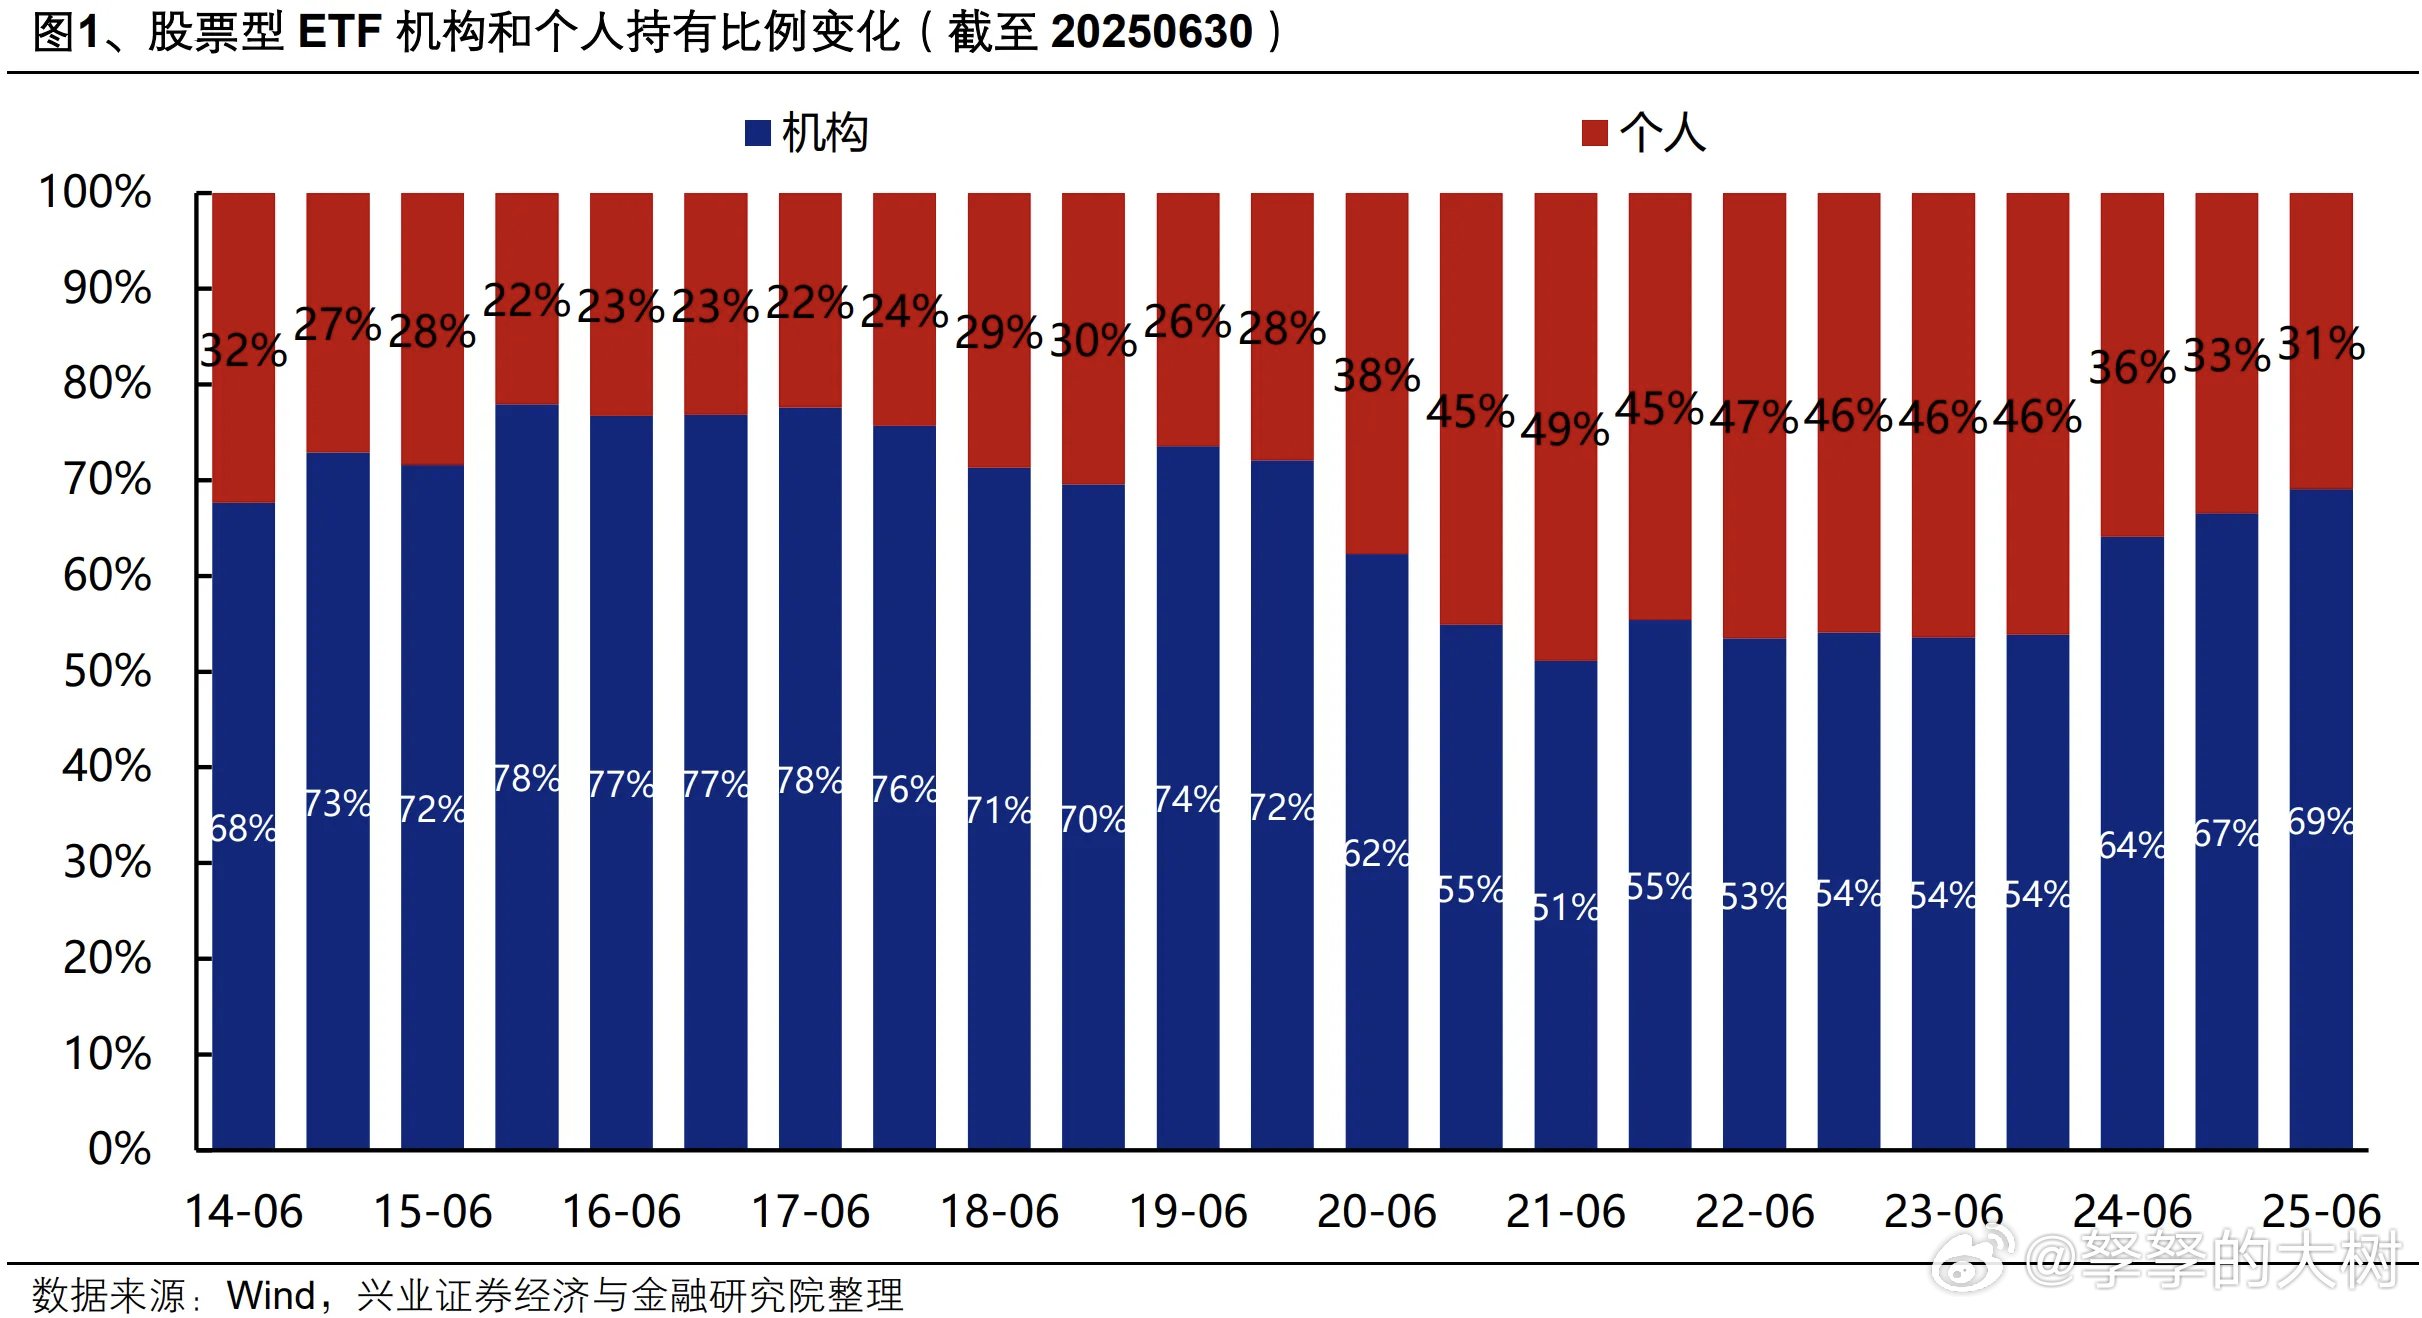 图1、股票型 ETF 机构和个人持有比例变化（截至 20250630）
机构 个人
100%
90%
80%
70%
60%
50%
40%
30%
20%
10%
0%
32% 27% 28% 22% 23% 23% 22% 24% 29% 30% 26% 28% 38% 45% 49% 45% 47% 46% 46% 46% 36% 33% 31%
68% 73% 72% 78% 77% 77% 78% 76% 71% 70% 74% 72% 62% 55% 51% 55% 53% 54% 54% 54% 64% 67% 69%
14-06 15-06 16-06 17-06 18-06 19-06 20-06 21-06 22-06 23-06 24-06 25-06
@孥孥的大树
数据来源：Wind，兴业证券经济与金融研究院整理